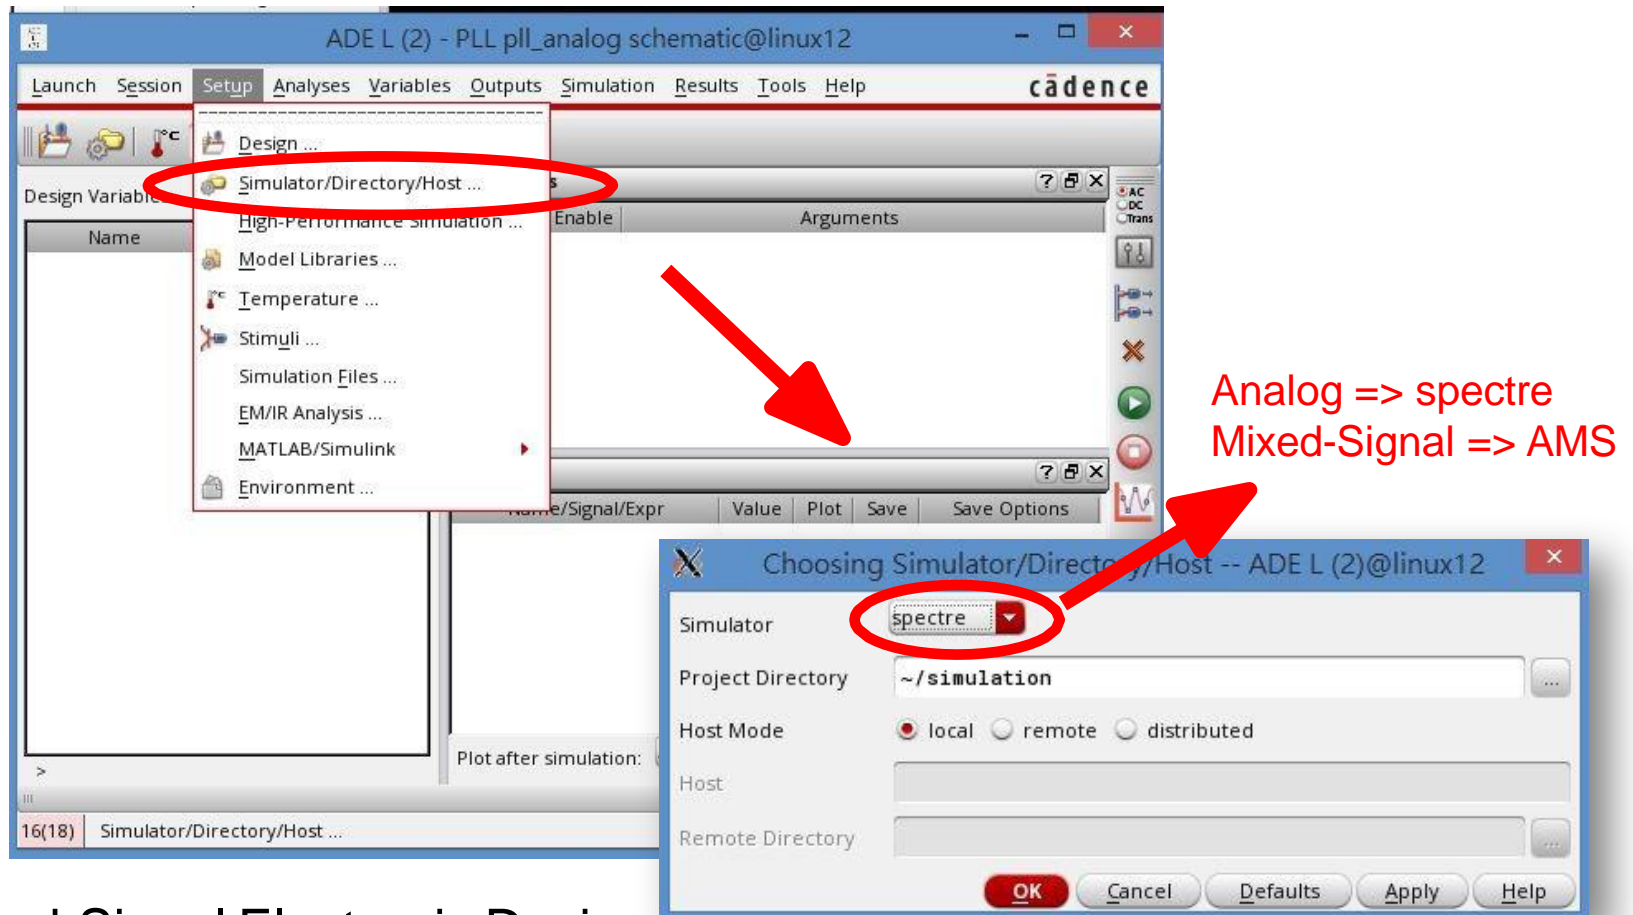 ADE L (2) - PLL pll_analog schematic@linux12
Launch Session Setup Analyses Variables Outputs Simulation Results Tools Help cādence
Design ...
Simulator/Directory/Host ...
High-Performance Simulation ...
Model Libraries ...
Temperature ...
Stimuli ...
Simulation Files ...
EM/IR Analysis ...
MATLAB/Simulink
Environment ...
°C
Design
Name
Enable Arguments
AC
DC
Trans
? 
Name/Signal/Expr Value Plot Save Save Options
Plot after simulation:
>
16(18) Simulator/Directory/Host ...
Analog => spectre
Mixed-Signal => AMS
Choosing Simulator/Directory/Host -- ADE L (2)@linux12
Simulator spectre
Project Directory ~/simulation ...
Host Mode local remote distributed
Host
Remote Directory ...
OK Cancel Defaults Apply Help